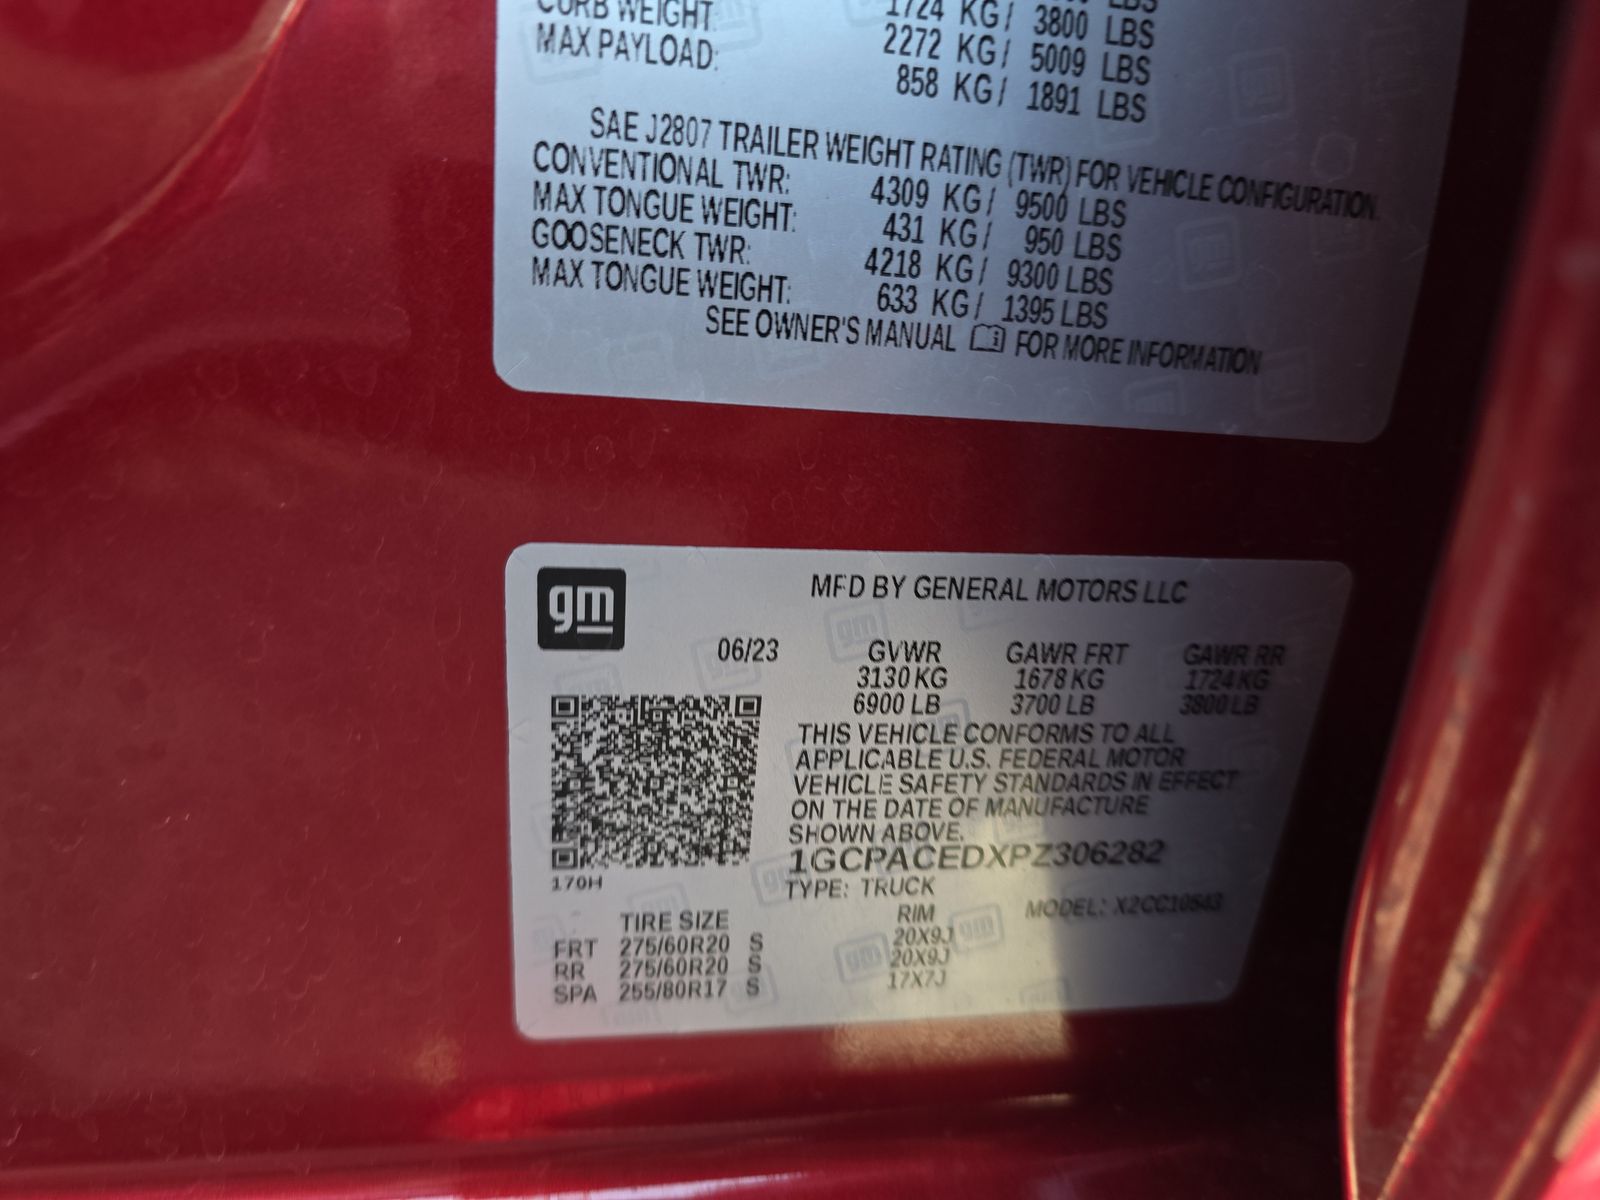 LBS
CURB WEIGHT: 1724 KG / 3800 LBS
MAX PAYLOAD: 2272 KG / 5009 LBS
858 KG / 1891 LBS
SAE J2807 TRAILER WEIGHT RATING (TWR) FOR VEHICLE CONFIGURATION.
CONVENTIONAL TWR: 4309 KG / 9500 LBS
MAX TONGUE WEIGHT: 431 KG / 950 LBS
GOOSENECK TWR: 4218 KG / 9300 LBS
MAX TONGUE WEIGHT: 633 KG / 1395 LBS
SEE OWNER'S MANUAL FOR MORE INFORMATION
gm
MFD BY GENERAL MOTORS LLC
06/23 GVWR GAWR FRT GAWR RR
3130 KG 1678 KG 1724 KG
6900 LB 3700 LB 3800 LB
THIS VEHICLE CONFORMS TO ALL
APPLICABLE U.S. FEDERAL MOTOR
VEHICLE SAFETY STANDARDS IN EFFECT
ON THE DATE OF MANUFACTURE
SHOWN ABOVE.
1GCPACEDXPZ306282
170H
TYPE: TRUCK
MODEL: X2CC10543
TIRE SIZE RIM
FRT 275/60R20 S 20X9J
RR 275/60R20 S 20X9J
SPA 255/80R17 S 17X7J